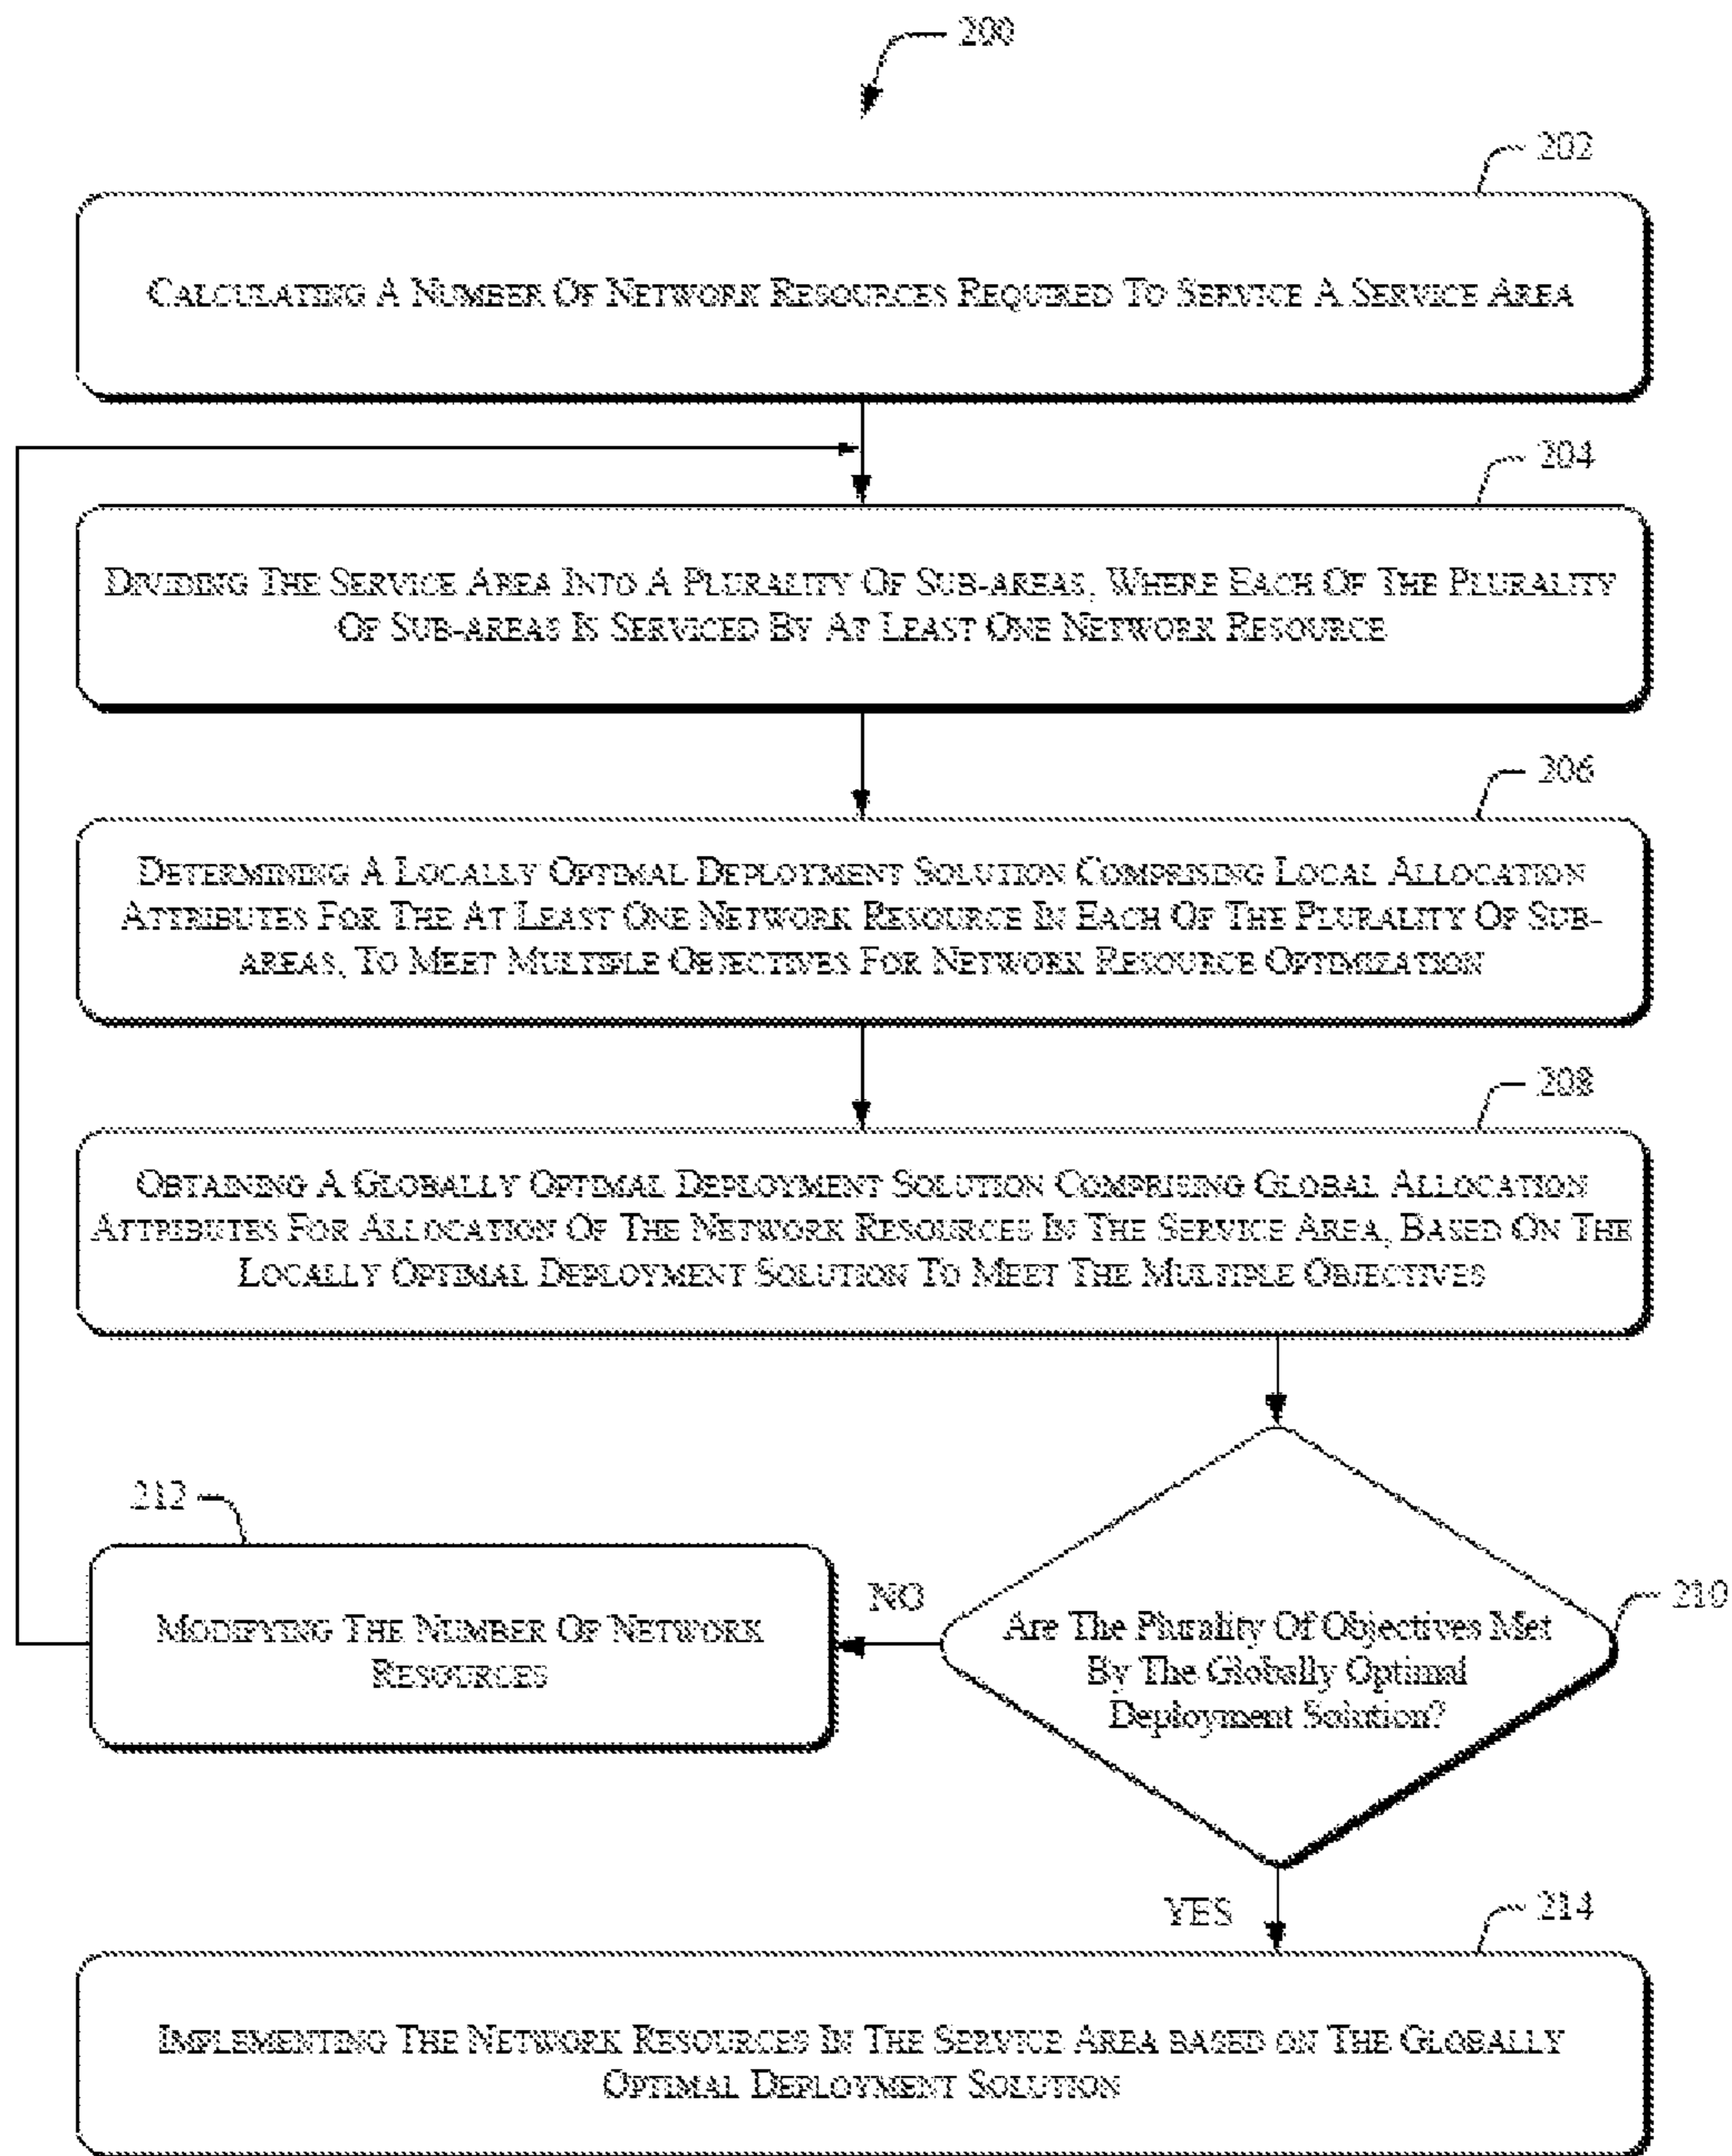 200
202
CALCULATING A NUMBER OF NETWORK RESOURCES REQUIRED TO SERVICE A SERVICE AREA
204
DIVIDING THE SERVICE AREA INTO A PLURALITY OF SUB-AREAS, WHERE EACH OF THE PLURALITY
OF SUB-AREAS IS SERVICED BY AT LEAST ONE NETWORK RESOURCE
206
DETERMINING A LOCALLY OPTIMAL DEPLOYMENT SOLUTION COMPRISING LOCAL ALLOCATION
ATTRIBUTES FOR THE AT LEAST ONE NETWORK RESOURCE IN EACH OF THE PLURALITY OF SUB-
AREAS, TO MEET MULTIPLE OBJECTIVES FOR NETWORK RESOURCE OPTIMIZATION
208
OBTAINING A GLOBALLY OPTIMAL DEPLOYMENT SOLUTION COMPRISING GLOBAL ALLOCATION
ATTRIBUTES FOR ALLOCATION OF THE NETWORK RESOURCES IN THE SERVICE AREA, BASED ON THE
LOCALLY OPTIMAL DEPLOYMENT SOLUTION TO MEET THE MULTIPLE OBJECTIVES
212
MODIFYING THE NUMBER OF NETWORK
RESOURCES
NO
210
Are The Plurality Of Objectives Met
By The Globally Optimal
Deployment Solution?
YES
214
IMPLEMENTING THE NETWORK RESOURCES IN THE SERVICE AREA BASED ON THE GLOBALLY
OPTIMAL DEPLOYMENT SOLUTION